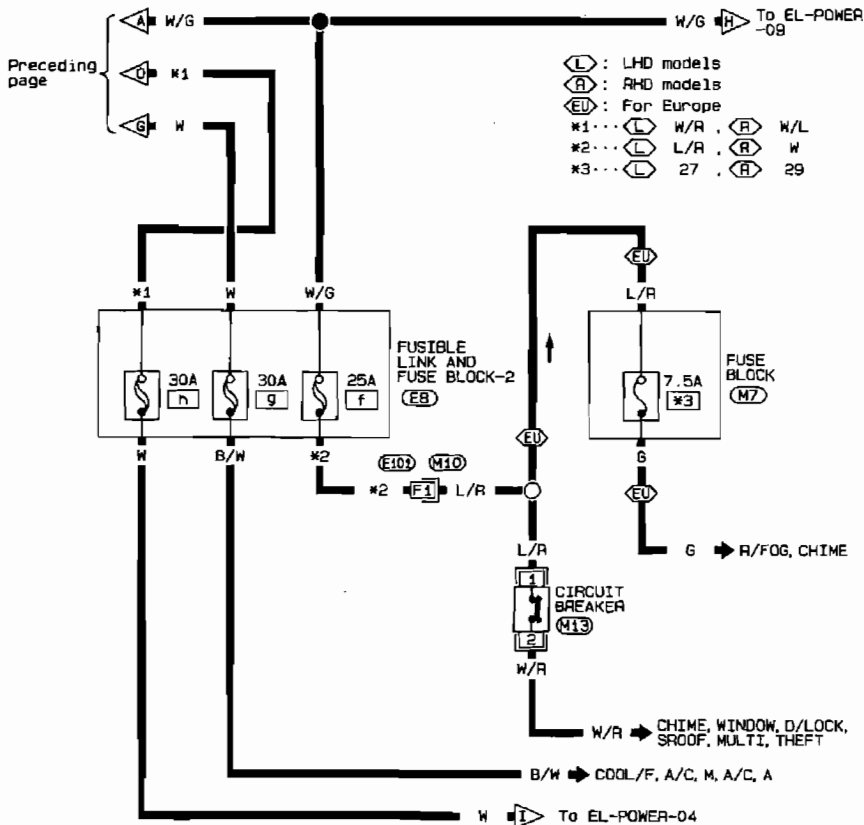 A W/G W/G H To EL-POWER
-09
Preceding
page
D *1
G W
L : LHD models
R : RHD models
EU : For Europe
*1··· L W/R , R W/L
*2··· L L/R , R W
*3··· L 27 , R 29
EU
*1 W W/G L/R
FUSIBLE
LINK AND
FUSE BLOCK-2
E8
30A 30A 25A
h g f
FUSE
BLOCK
M7
7.5A
*3
EU
W B/W *2 G
E101 M10
*2 F1 L/R
EU
G R/FOG, CHIME
L/R
1
CIRCUIT
BREAKER
M13
2
W/R
W/R CHIME, WINDOW, D/LOCK,
SROOF, MULTI, THEFT
B/W COOL/F, A/C, M, A/C, A
W I To EL-POWER-04